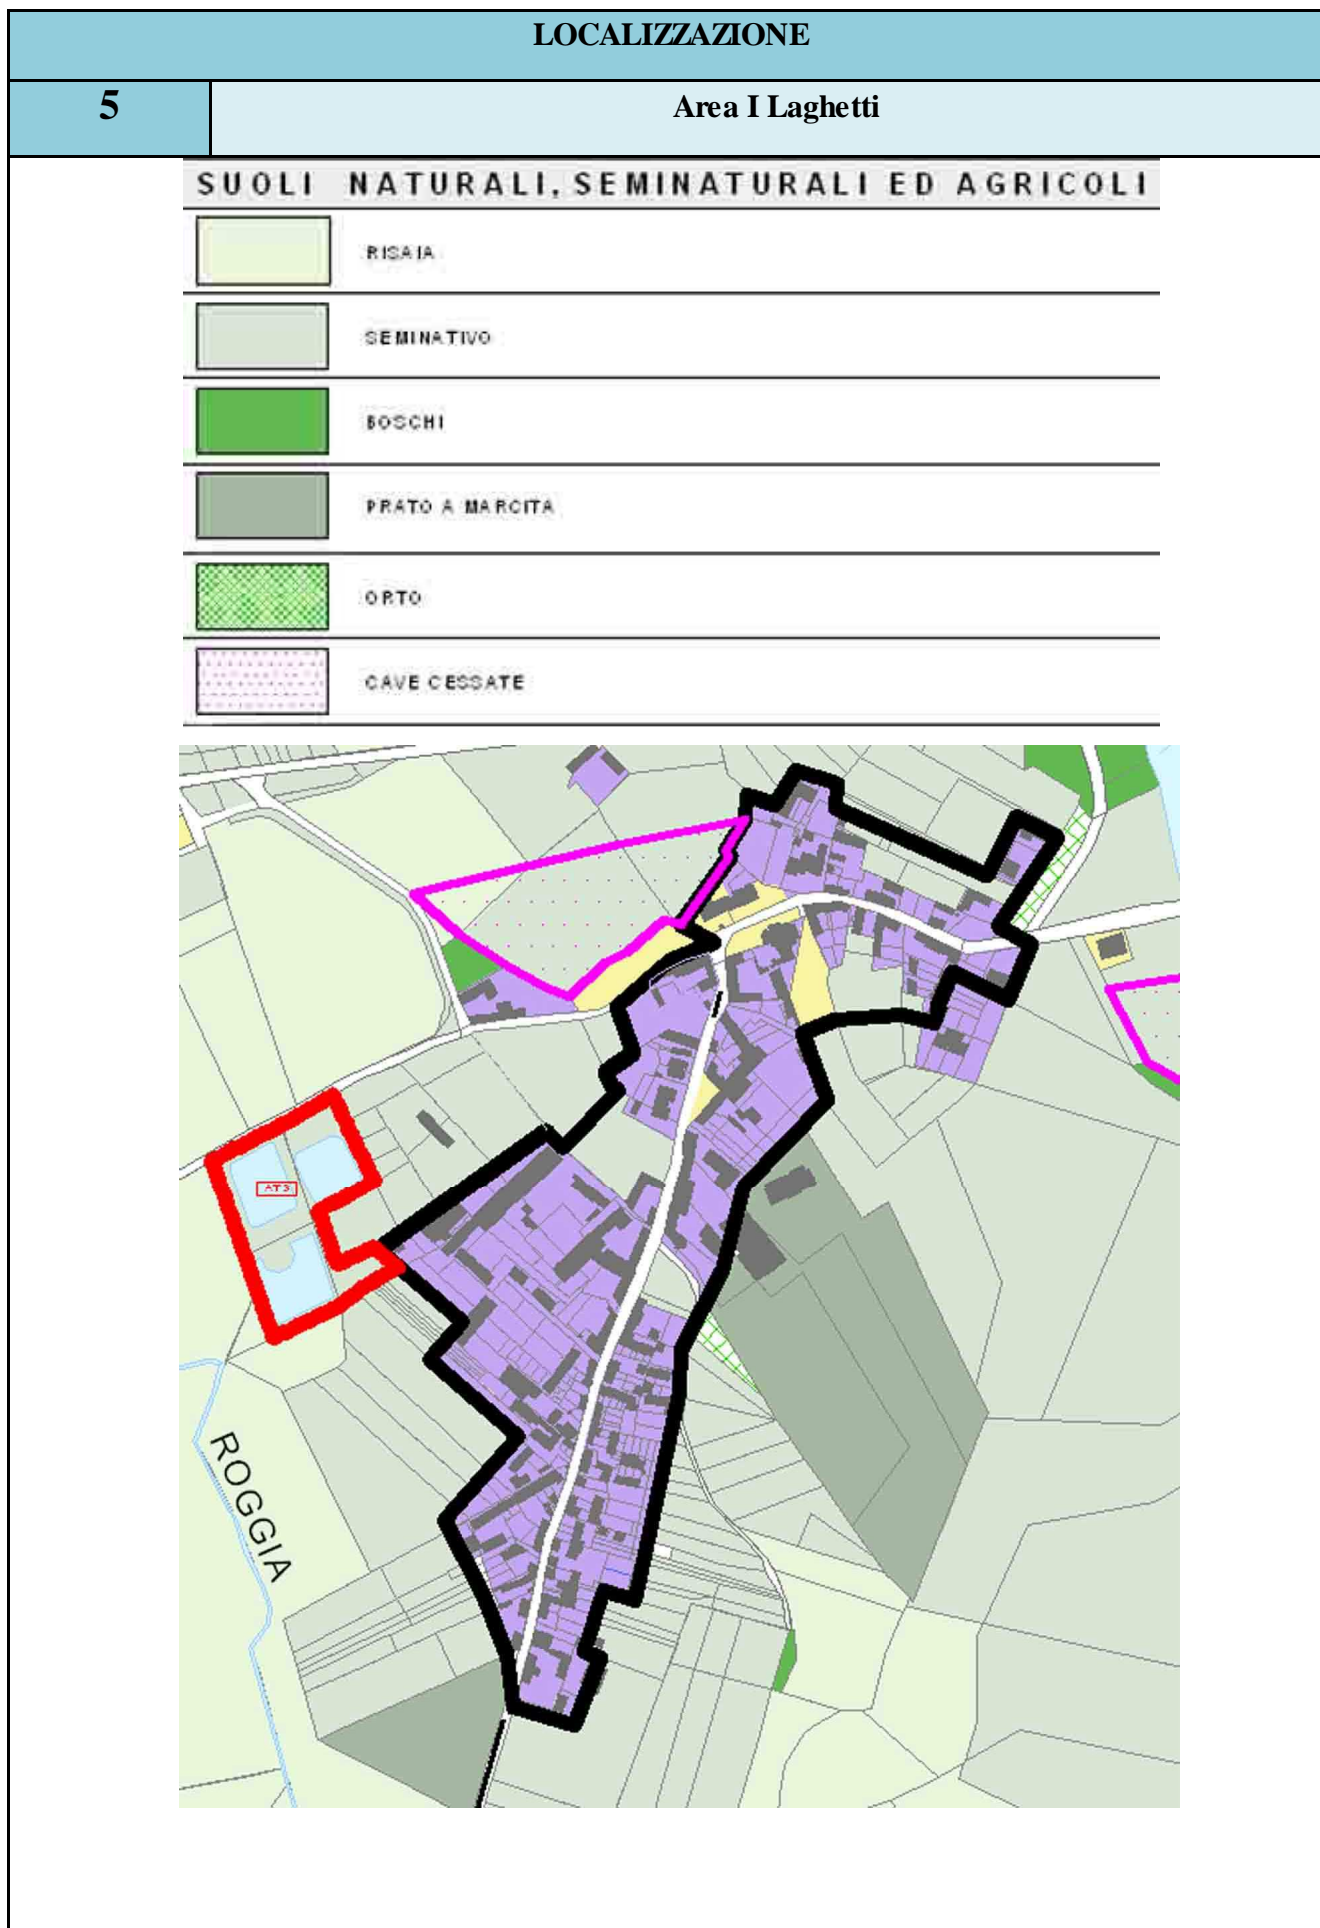 LOCALIZZAZIONE
5
Area I Laghetti
SUOLI NATURALI, SEMINATURALI ED AGRICOLI
RISAIA
SEMINATIVO
BOSCHI
PRATO A MARCITA
ORTO
CAVE CESSATE
ROGGIA